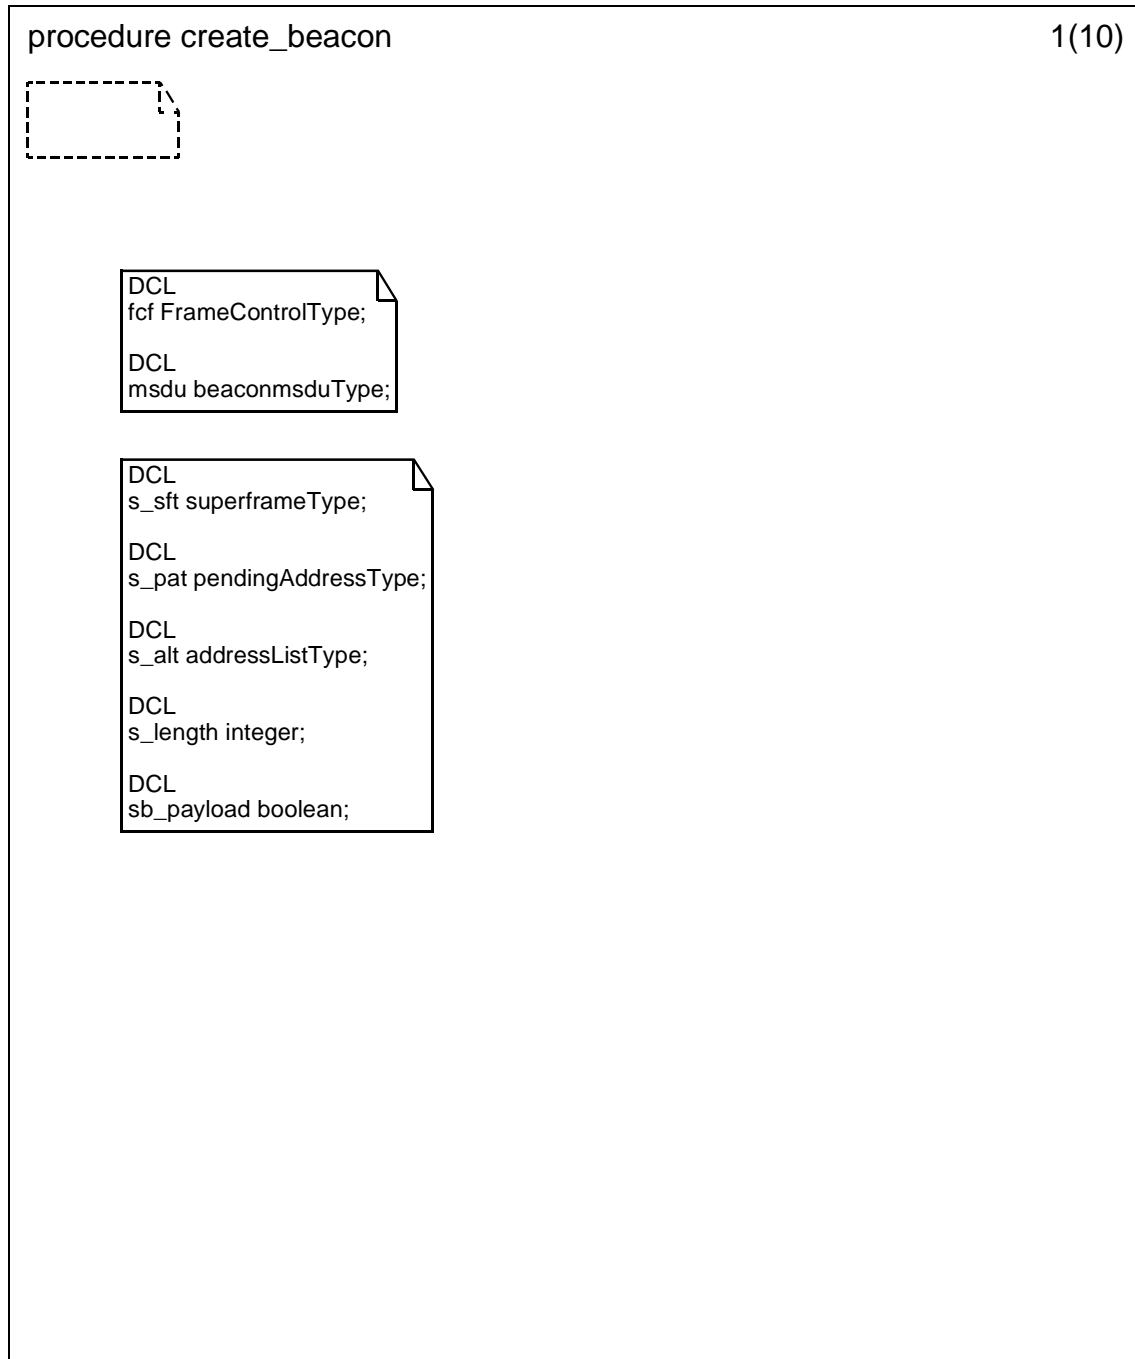 procedure create_beacon 1(10)
DCL
fcf FrameControlType;
DCL
msdu beaconmsduType;
DCL
s_sft superframeType;
DCL
s_pat pendingAddressType;
DCL
s_alt addressListType;
DCL
s_length integer;
DCL
sb_payload boolean;